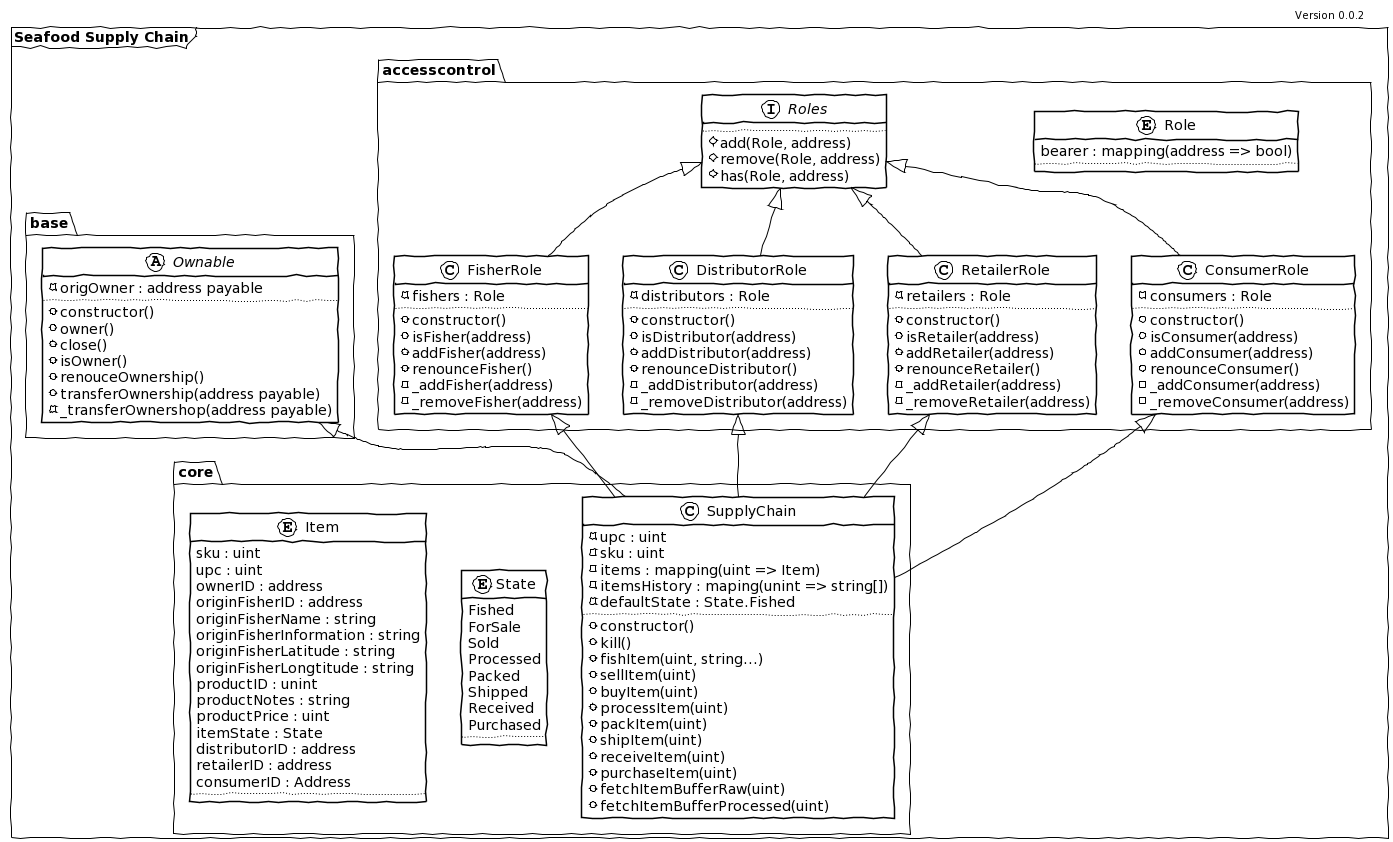 Version 0.0.2
Seafood Supply Chain
accesscontrol
I Roles
add(Role, address)
remove(Role, address)
has(Role, address)
E Role
bearer : mapping(address => bool)
base
A Ownable
origOwner : address payable
constructor()
owner()
close()
isOwner()
renouceOwnership()
transferOwnership(address payable)
_transferOwnershop(address payable)
C FisherRole
fishers : Role
constructor()
isFisher(address)
addFisher(address)
renounceFisher()
_addFisher(address)
_removeFisher(address)
C DistributorRole
distributors : Role
constructor()
isDistributor(address)
addDistributor(address)
renounceDistributor()
_addDistributor(address)
_removeDistributor(address)
C RetailerRole
retailers : Role
constructor()
isRetailer(address)
addRetailer(address)
renounceRetailer()
_addRetailer(address)
_removeRetailer(address)
C ConsumerRole
consumers : Role
constructor()
isConsumer(address)
addConsumer(address)
renounceConsumer()
_addConsumer(address)
_removeConsumer(address)
core
E Item
sku : uint
upc : uint
ownerID : address
originFisherID : address
originFisherName : string
originFisherInformation : string
originFisherLatitude : string
originFisherLongtitude : string
productID : unint
productNotes : string
productPrice : uint
itemState : State
distributorID : address
retailerID : address
consumerID : Address
E State
Fished
ForSale
Sold
Processed
Packed
Shipped
Received
Purchased
C SupplyChain
upc : uint
sku : uint
items : mapping(uint => Item)
itemsHistory : maping(unint => string[])
defaultState : State.Fished
constructor()
kill()
fishItem(uint, string...)
sellItem(uint)
buyItem(uint)
processItem(uint)
packItem(uint)
shipItem(uint)
receiveItem(uint)
purchaseItem(uint)
fetchItemBufferRaw(uint)
fetchItemBufferProcessed(uint)